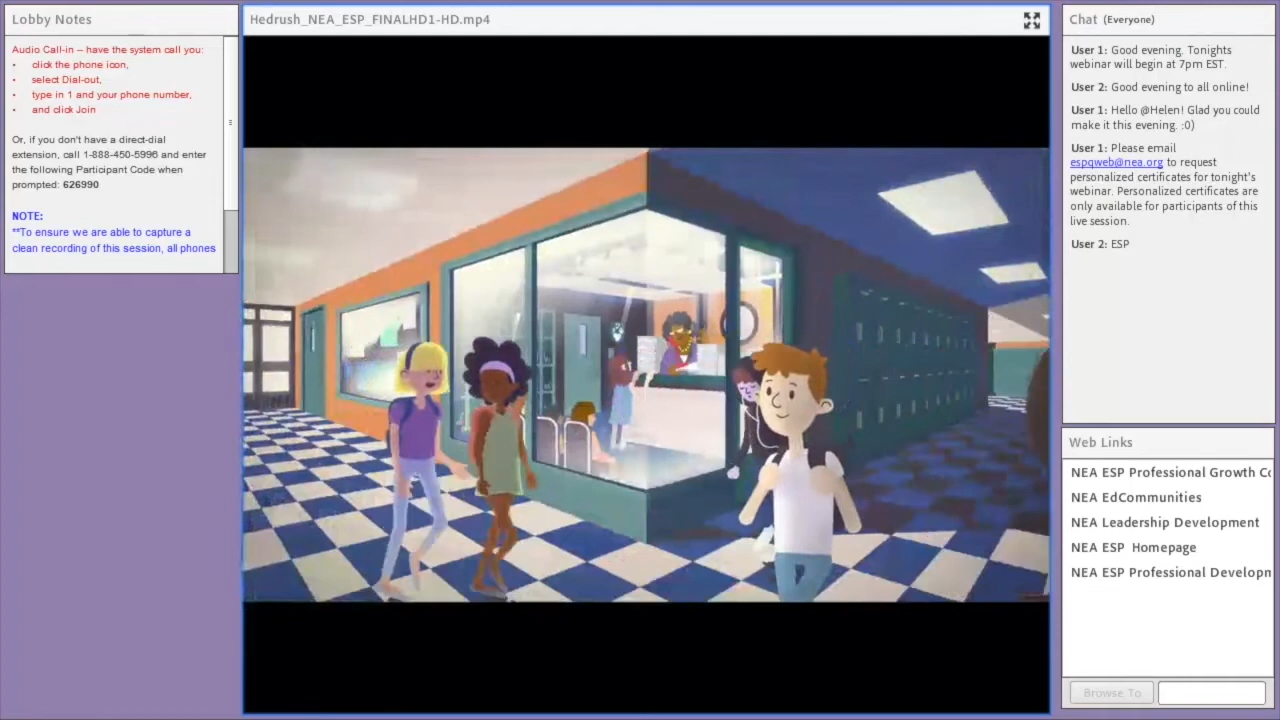 Lobby Notes
Audio Call-in – have the system call you:
• click the phone icon,
• select Dial-out,
• type in 1 and your phone number,
• and click Join
Or, if you don't have a direct-dial
extension, call 1-888-450-5996 and enter
the following Participant Code when
prompted: 626990
NOTE:
**To ensure we are able to capture a
clean recording of this session, all phones
Hedrush_NEA_ESP_FINALHD1-HD.mp4
Chat (Everyone)
User 1: Good evening. Tonights
webinar will begin at 7pm EST.
User 2: Good evening to all online!
User 1: Hello @Helen! Glad you could
make it this evening. :0)
User 1: Please email
espqweb@nea.org to request
personalized certificates for tonight's
webinar. Personalized certificates are
only available for participants of this
live session.
User 2: ESP
Web Links
NEA ESP Professional Growth Co
NEA EdCommunities
NEA Leadership Development
NEA ESP Homepage
NEA ESP Professional Developm
Browse To